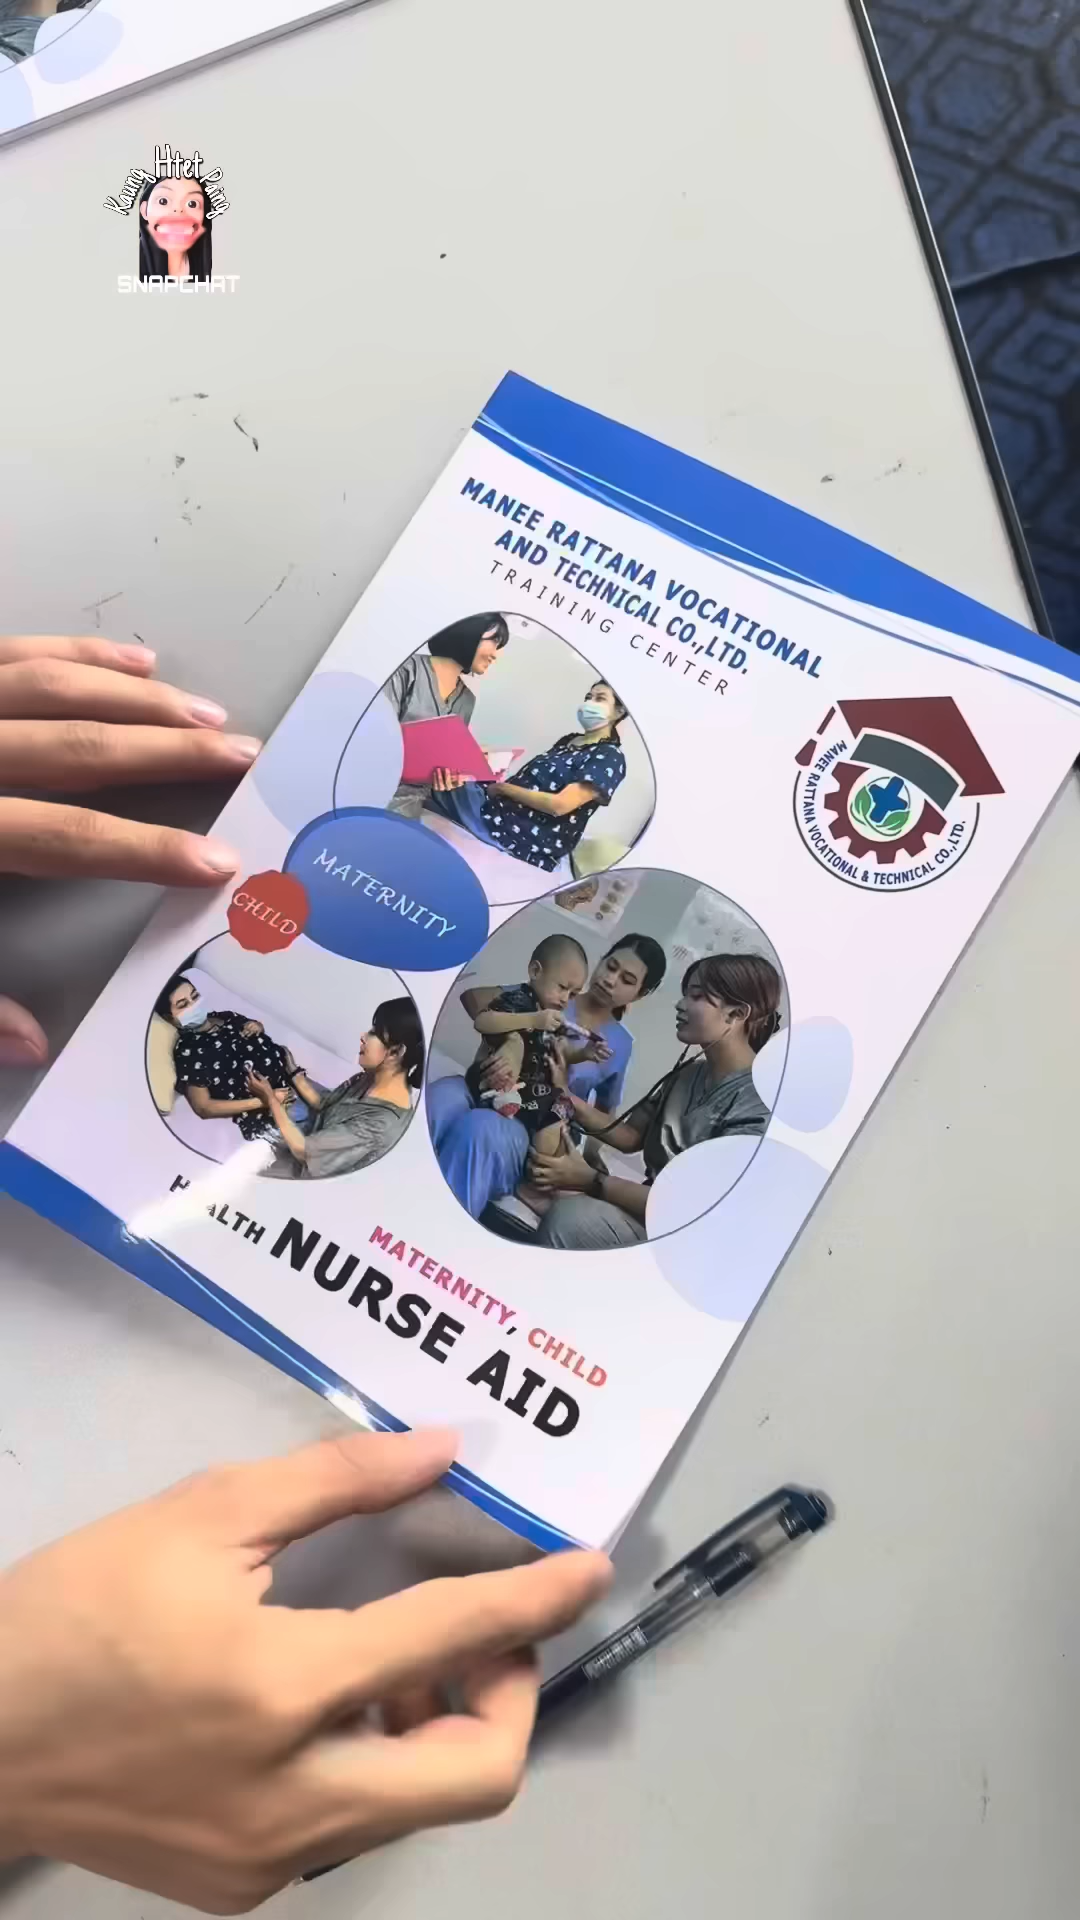 Kaung Htet Paing
SNAPCHAT
MANEE RATTANA VOCATIONAL
AND TECHNICAL CO.,LTD.
TRAINING CENTER
MANEE RATTANA VOCATIONAL & TECHNICAL CO.,LTD.
MATERNITY
CHILD
MATERNITY, CHILD
HEALTH NURSE AID